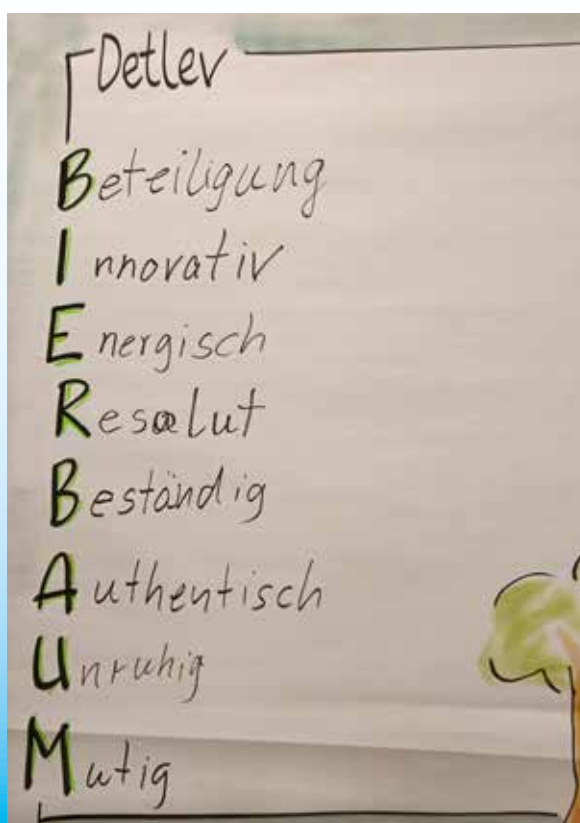 Detlev
Beteiligung
Innovativ
Energisch
Resolut
Beständig
Authentisch
Unruhig
Mutig